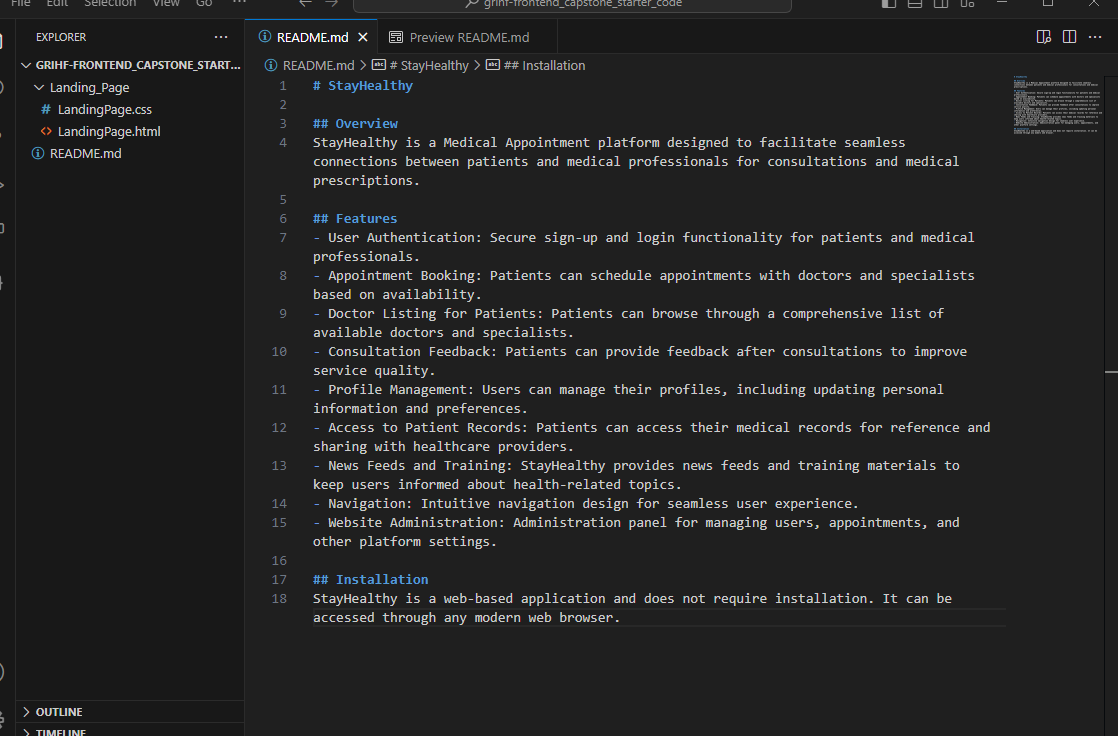 File Edit Selection View Go ···
grihf-frontend_capstone_starter_code
EXPLORER ···
GRIHF-FRONTEND_CAPSTONE_START...
Landing_Page
# LandingPage.css
<> LandingPage.html
README.md
README.md
Preview README.md
README.md > # StayHealthy > ## Installation
1 # StayHealthy
2
3 ## Overview
4 StayHealthy is a Medical Appointment platform designed to facilitate seamless
connections between patients and medical professionals for consultations and medical
prescriptions.
5
6 ## Features
7 - User Authentication: Secure sign-up and login functionality for patients and medical
professionals.
8 - Appointment Booking: Patients can schedule appointments with doctors and specialists
based on availability.
9 - Doctor Listing for Patients: Patients can browse through a comprehensive list of
available doctors and specialists.
10 - Consultation Feedback: Patients can provide feedback after consultations to improve
service quality.
11 - Profile Management: Users can manage their profiles, including updating personal
information and preferences.
12 - Access to Patient Records: Patients can access their medical records for reference and
sharing with healthcare providers.
13 - News Feeds and Training: StayHealthy provides news feeds and training materials to
keep users informed about health-related topics.
14 - Navigation: Intuitive navigation design for seamless user experience.
15 - Website Administration: Administration panel for managing users, appointments, and
other platform settings.
16
17 ## Installation
18 StayHealthy is a web-based application and does not require installation. It can be
accessed through any modern web browser.
OUTLINE
TIMELINE